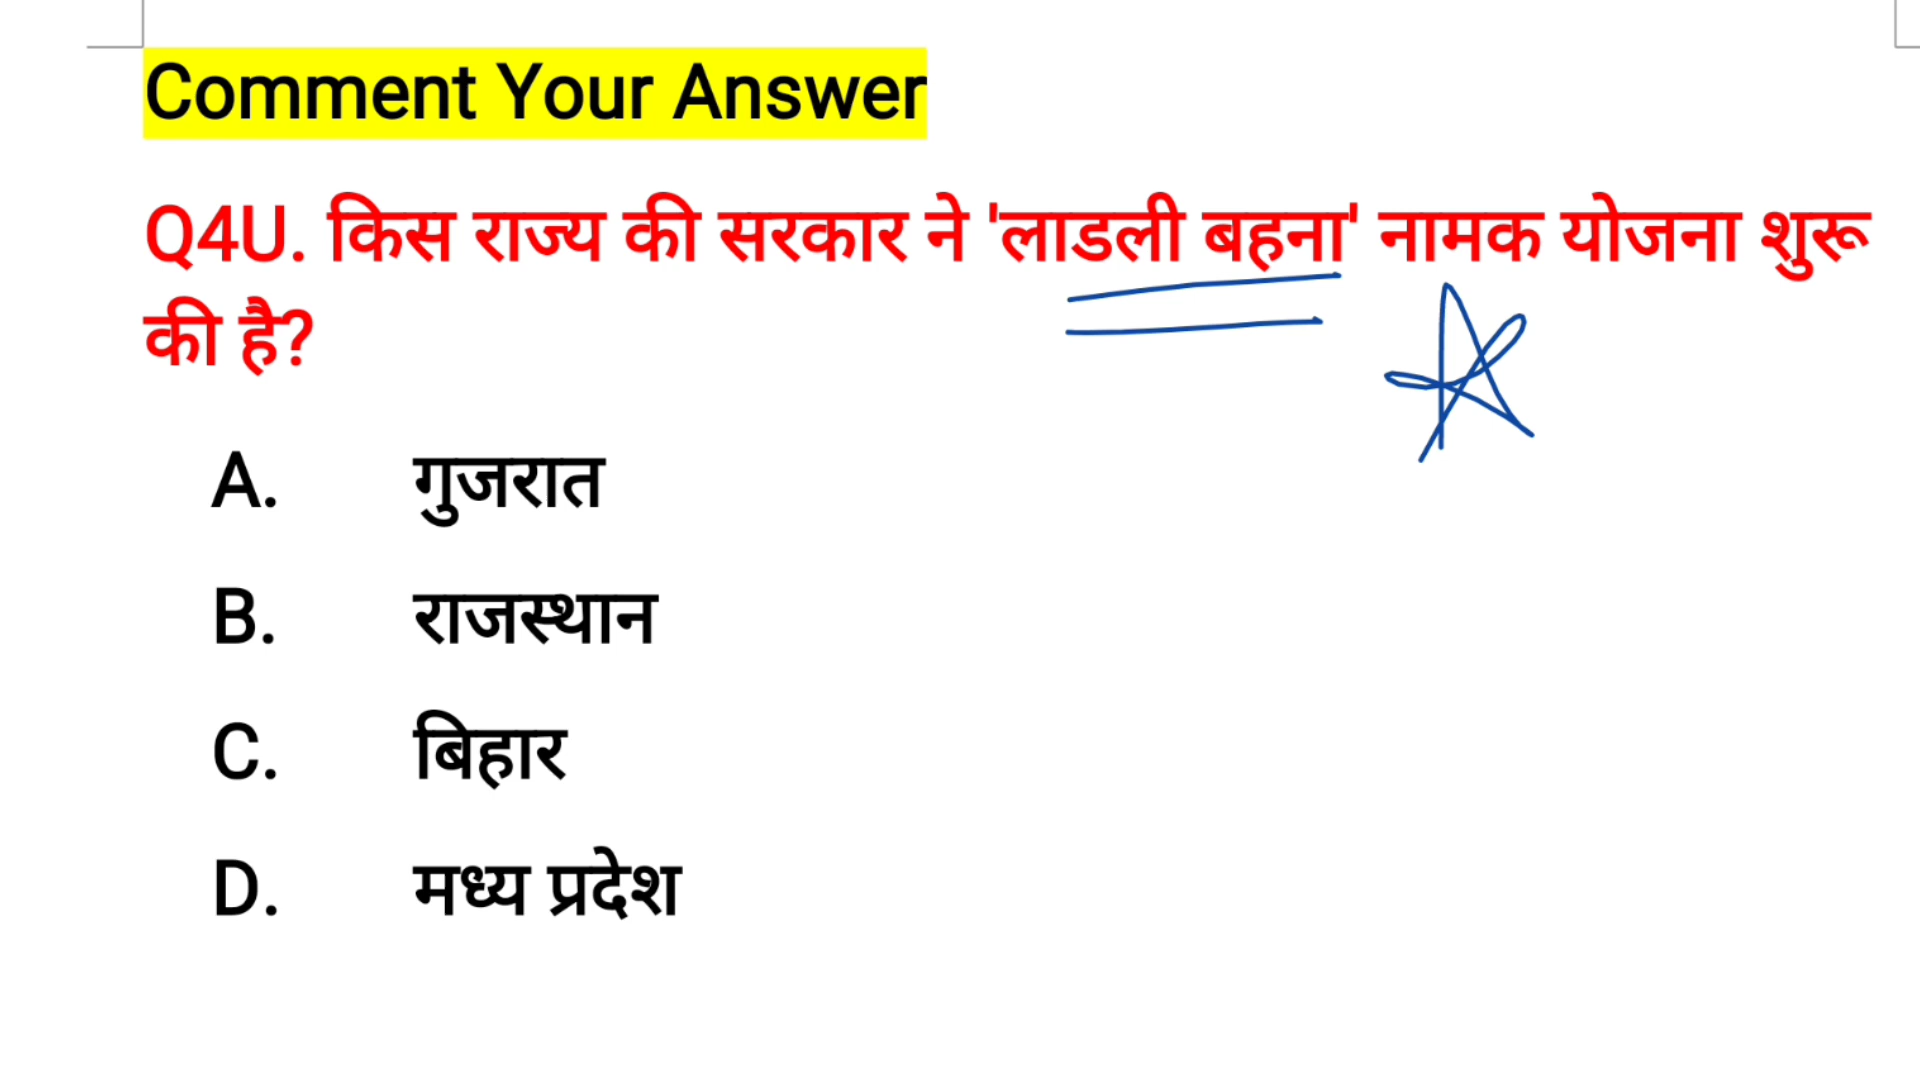 Comment Your Answer
Q4U. किस राज्य की सरकार ने 'लाडली बहना' नामक योजना शुरू
की है?
A. गुजरात
B. राजस्थान
C. बिहार
D. मध्य प्रदेश